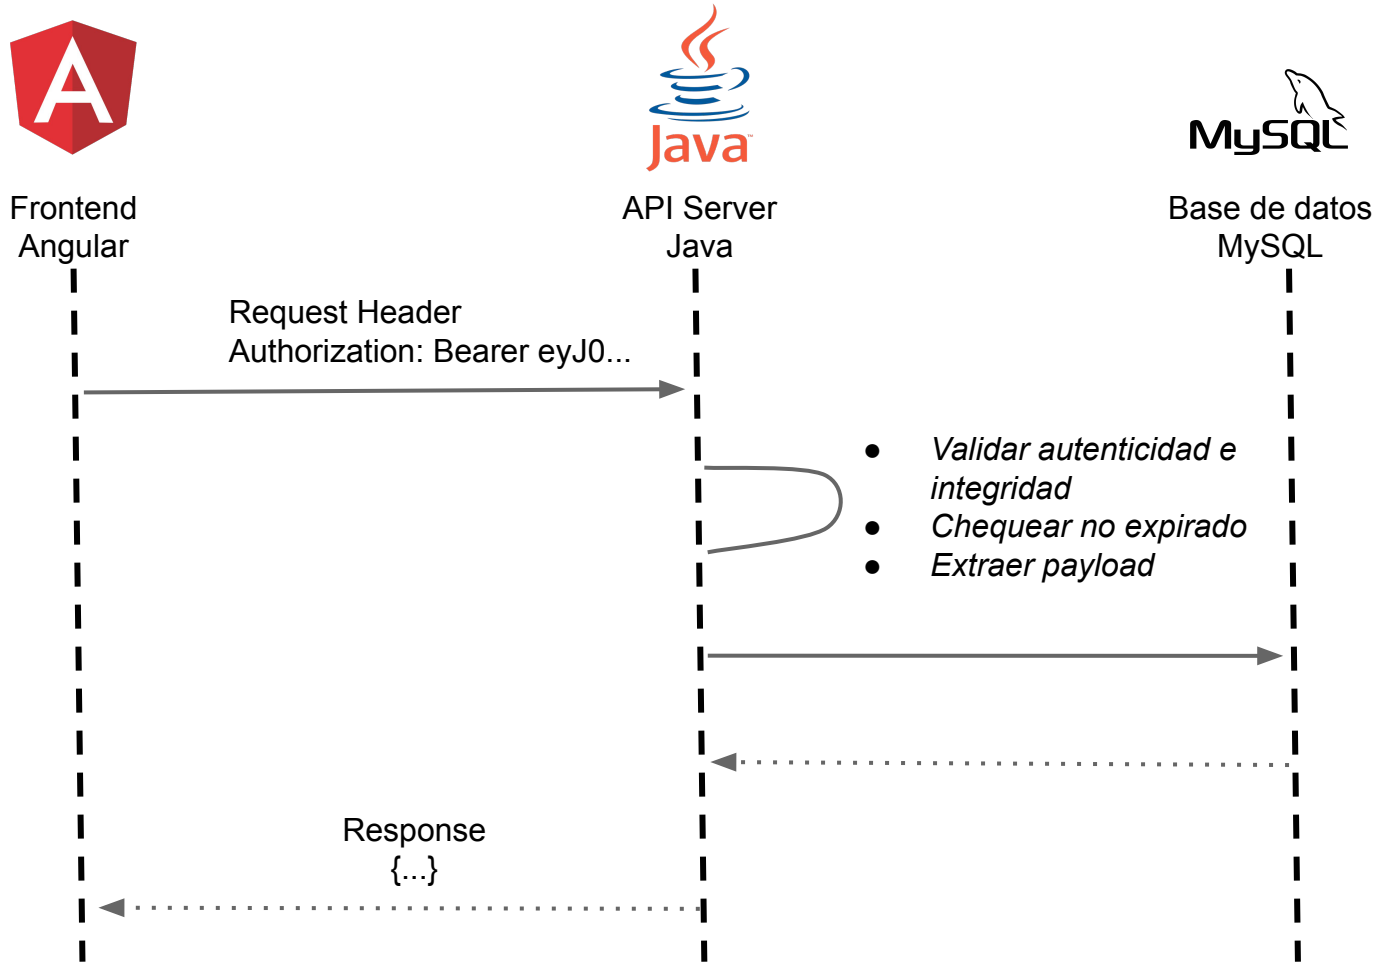 A
Java™
MySQL
Frontend
Angular
API Server
Java
Base de datos
MySQL
Request Header
Authorization: Bearer eyJ0...
● Validar autenticidad e
integridad
● Chequear no expirado
● Extraer payload
Response
{...}